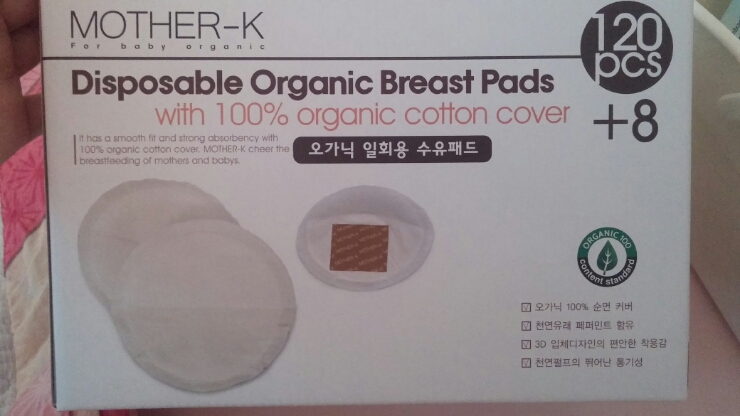 MOTHER-K
For baby organic
120
pcs
+8
Disposable Organic Breast Pads
with 100% organic cotton cover
It has a smooth fit and strong absorbency with
100% organic cotton cover. MOTHER-K cheer the
breastfeeding of mothers and babys.
오가닉 일회용 수유패드
MOTHER-K
ORGANIC 100
content standard
오가닉 100% 순면 커버
천연유래 페퍼민트 함유
3D 입체디자인의 편안한 착용감
천연펄프의 뛰어난 통기성